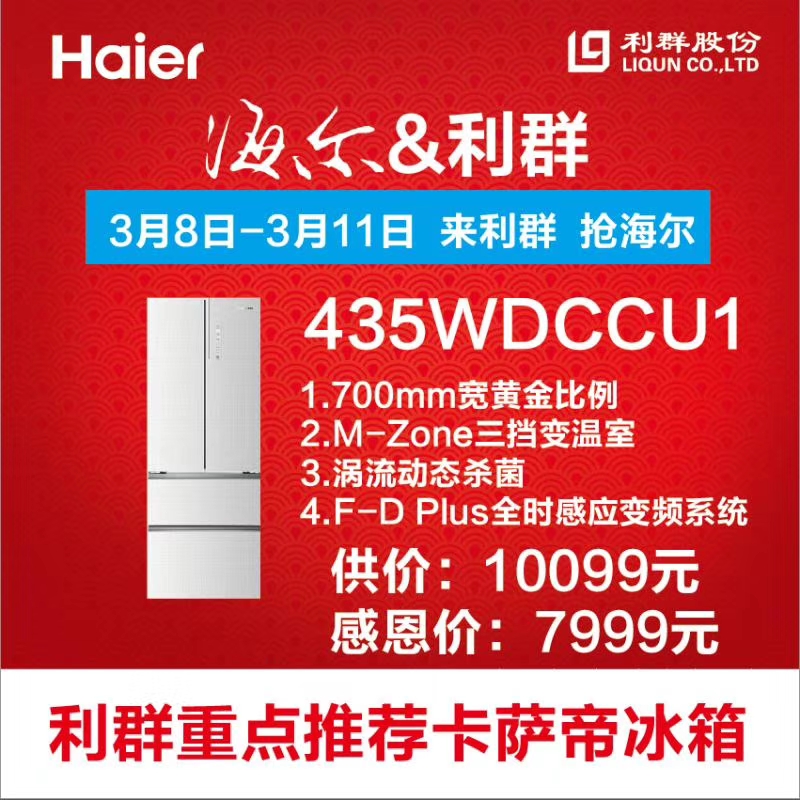 Haier
利群股份
LIQUN CO.,LTD
海尔&利群
3月8日-3月11日 来利群 抢海尔
435WDCCU1
1.700mm宽黄金比例
2.M-Zone三挡变温室
3.涡流动态杀菌
4.F-D Plus全时感应变频系统
供价：10099元
感恩价：7999元
利群重点推荐卡萨帝冰箱